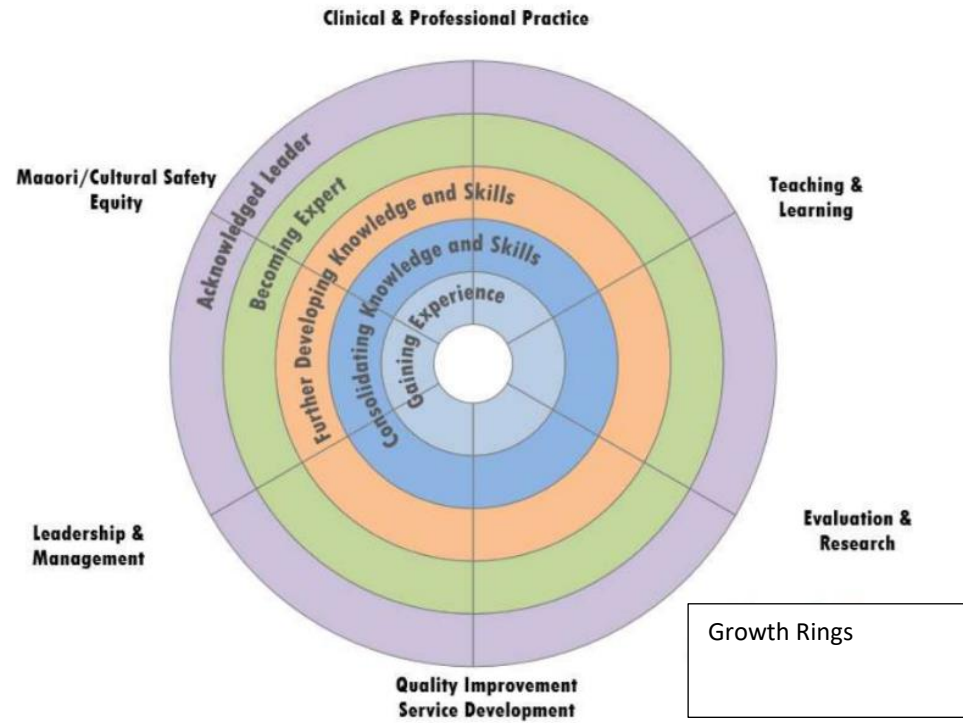 Clinical & Professional Practice
Maaori/Cultural Safety
Equity
Teaching &
Learning
Acknowledged Leader
Becoming Expert
Further Developing Knowledge and Skills
Consolidating Knowledge and Skills
Gaining Experience
Leadership &
Management
Evaluation &
Research
Quality Improvement
Service Development
Growth Rings